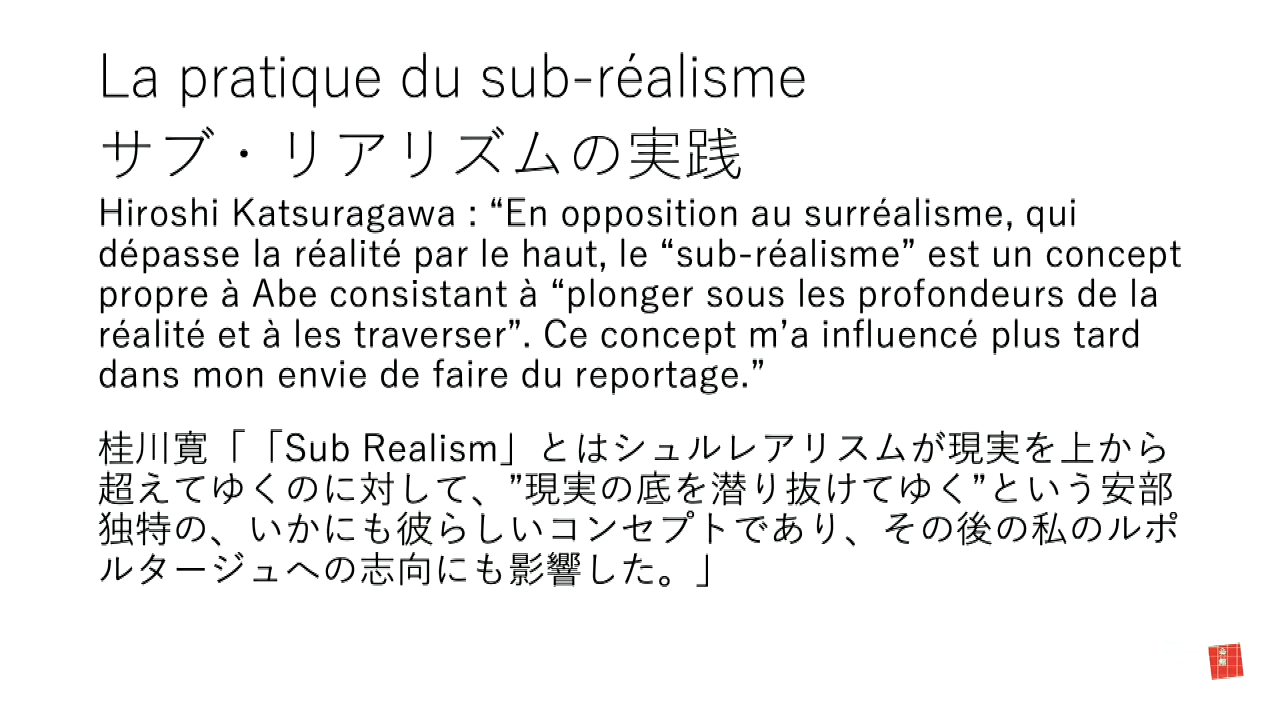 La pratique du sub-réalisme
サブ・リアリズムの実践
Hiroshi Katsuragawa : “En opposition au surréalisme, qui
dépasse la réalité par le haut, le “sub-réalisme” est un concept
propre à Abe consistant à “plonger sous les profondeurs de la
réalité et à les traverser”. Ce concept m’a influencé plus tard
dans mon envie de faire du reportage.”
桂川寛「「Sub Realism」とはシュルレアリスムが現実を上から
超えてゆくのに対して、”現実の底を潜り抜けてゆく”という安部
独特の、いかにも彼らしいコンセプトであり、その後の私のルポ
ルタージュへの志向にも影響した。」